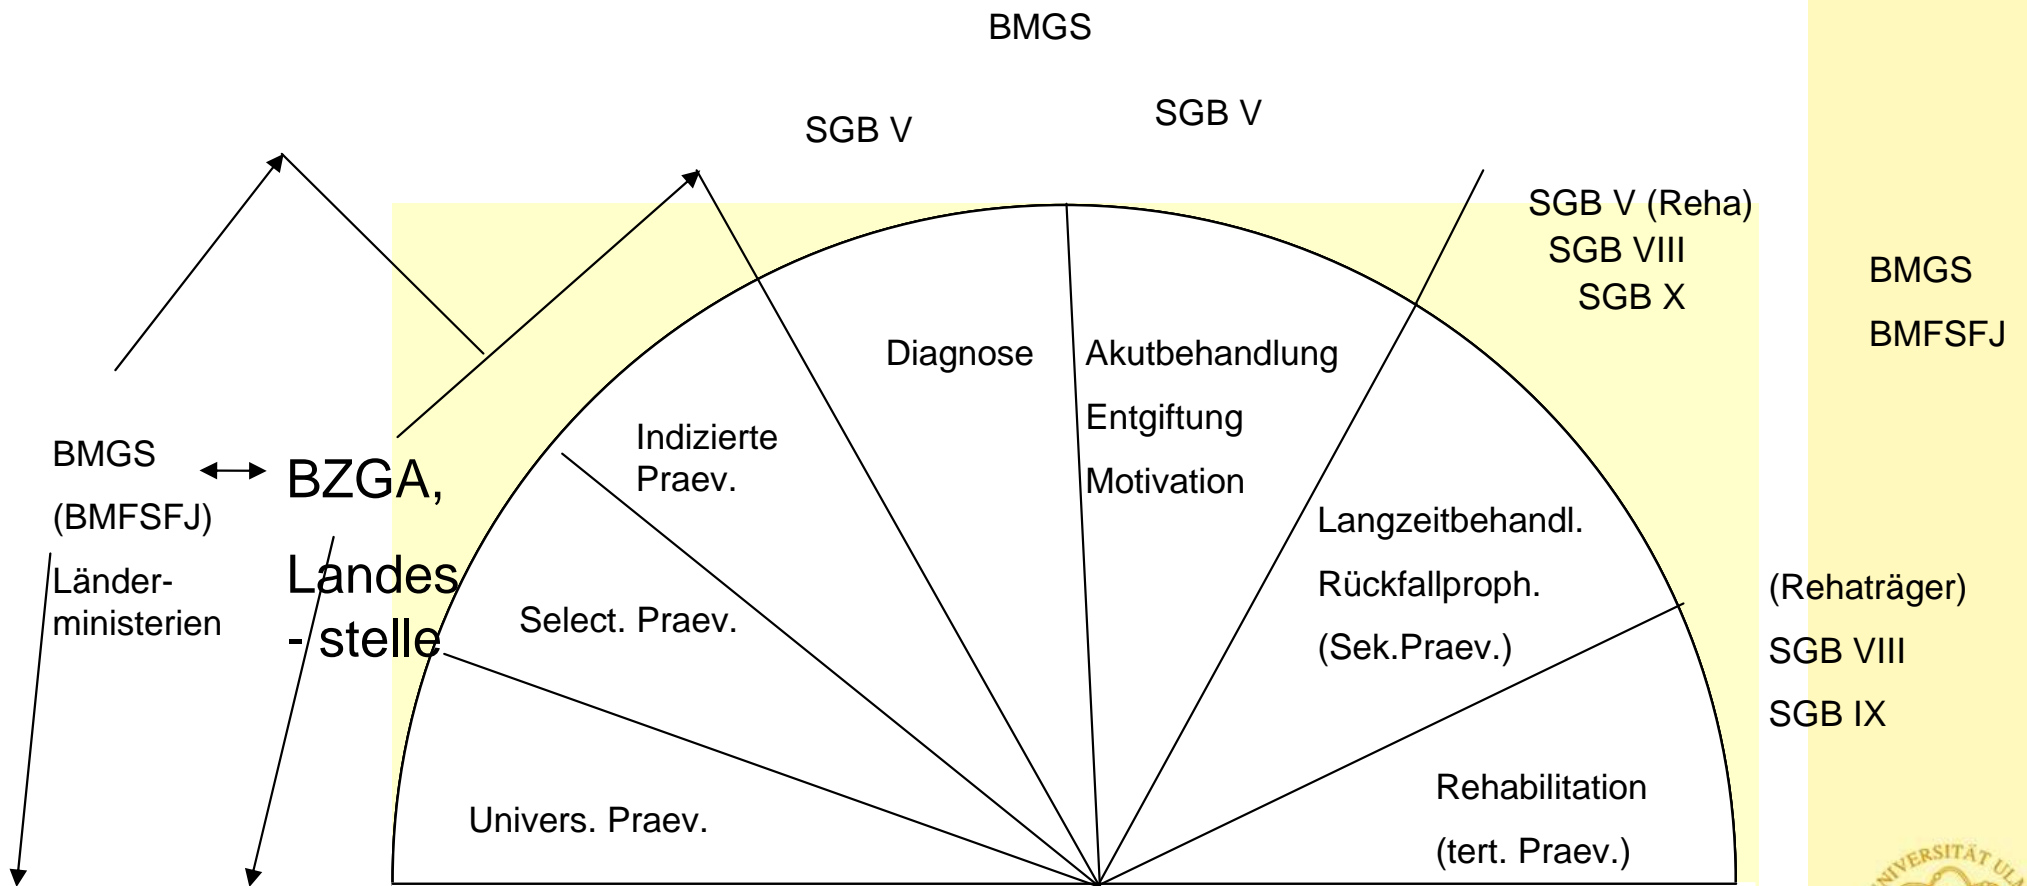 BMGS
SGB V
SGB V
SGB V (Reha)
SGB VIII
SGB X
BMGS
BMFSFJ
Diagnose
Akutbehandlung
Entgiftung
Motivation
Indizierte
Praev.
BMGS
(BMFSFJ)
Länder-
ministerien
BZGA,
Landes
- stelle
Select. Praev.
Langzeitbehandl.
Rückfallproph.
(Sek.Praev.)
(Rehaträger)
SGB VIII
SGB IX
Univers. Praev.
Rehabilitation
(tert. Praev.)
UNIVERSITÄT